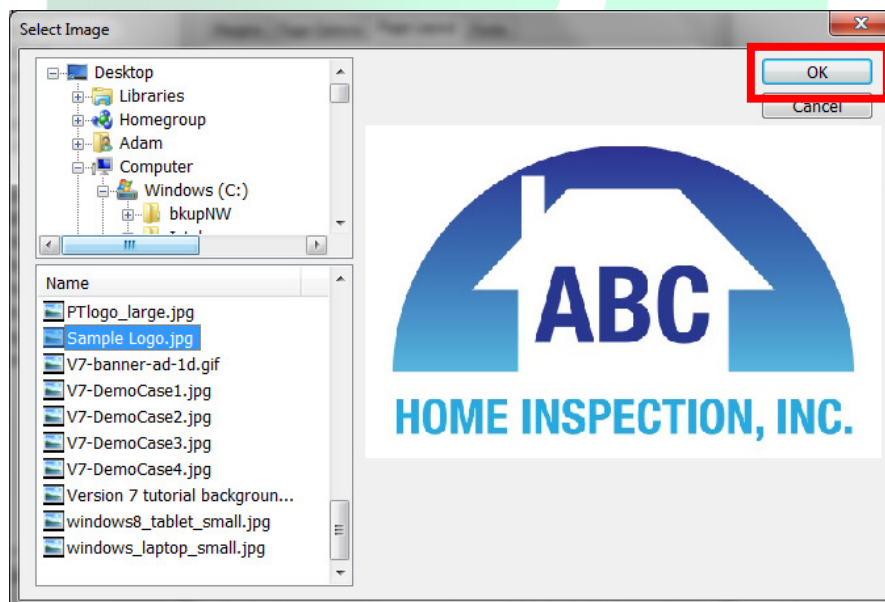 Select Image
Desktop
Libraries
Homegroup
Adam
Computer
Windows (C:)
bkupNW
OK
Cancel
Name
PTlogo_large.jpg
Sample Logo.jpg
V7-banner-ad-1d.gif
V7-DemoCase1.jpg
V7-DemoCase2.jpg
V7-DemoCase3.jpg
V7-DemoCase4.jpg
Version 7 tutorial backgroun...
windows8_tablet_small.jpg
windows_laptop_small.jpg
ABC
HOME INSPECTION, INC.